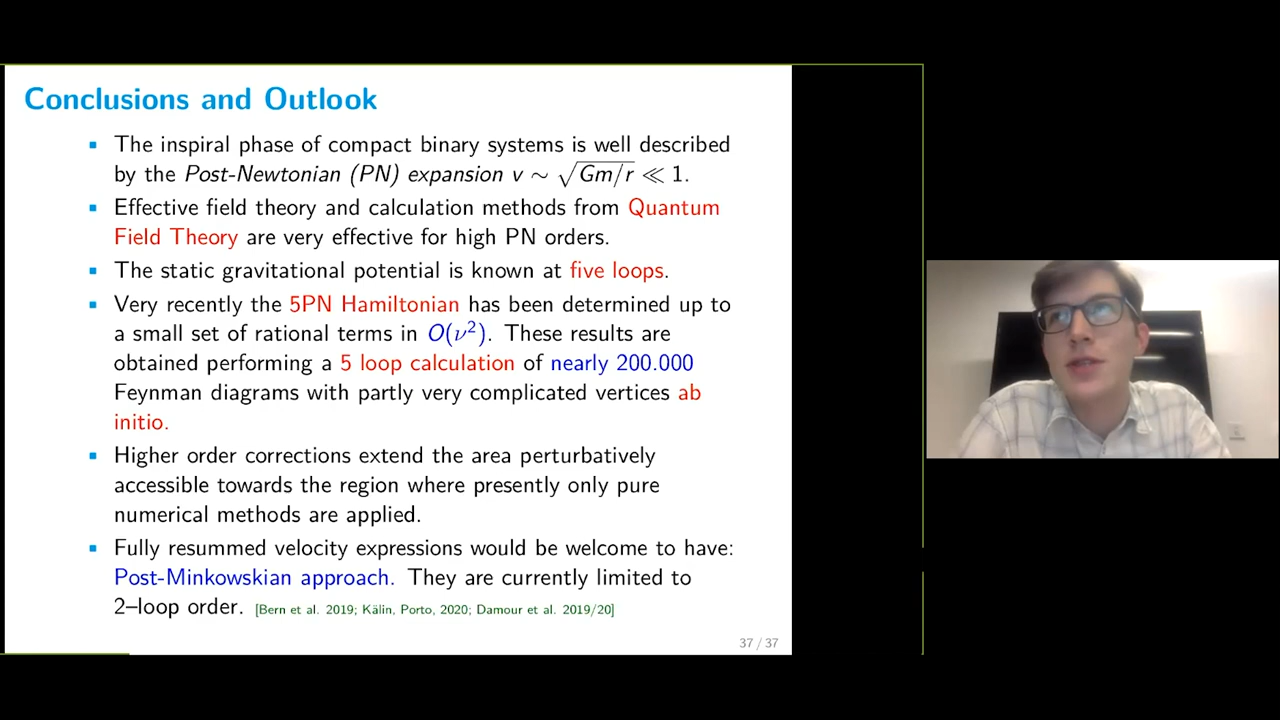 Conclusions and Outlook
▪ The inspiral phase of compact binary systems is well described
by the Post-Newtonian (PN) expansion v ∼ √Gm/r ≪ 1.
▪ Effective field theory and calculation methods from Quantum
Field Theory are very effective for high PN orders.
▪ The static gravitational potential is known at five loops.
▪ Very recently the 5PN Hamiltonian has been determined up to
a small set of rational terms in O(ν²). These results are
obtained performing a 5 loop calculation of nearly 200.000
Feynman diagrams with partly very complicated vertices ab
initio.
▪ Higher order corrections extend the area perturbatively
accessible towards the region where presently only pure
numerical methods are applied.
▪ Fully resummed velocity expressions would be welcome to have:
Post-Minkowskian approach. They are currently limited to
2–loop order. [Bern et al. 2019; Kälin, Porto, 2020; Damour et al. 2019/20]
37 / 37